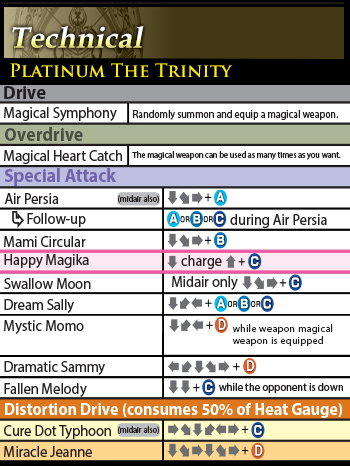 Technical
PLATINUM THE TRINITY
Drive
Magical Symphony Randomly summon and equip a magical weapon.
Overdrive
Magical Heart Catch The magical weapon can be used as many times as you want.
Special Attack
Air Persia (midair also) ⬇⬊➡+A
↳Follow-up A OR B OR C during Air Persia
Mami Circular ⬇⬊➡+B
Happy Magika ⬇ charge ⬆+C
Swallow Moon Midair only ⬇⬊➡+C
Dream Sally ⬇⬋⬅+A OR B OR C
Mystic Momo ⬇⬋⬅+D while weapon magical
weapon is equipped
Dramatic Sammy ⬅⬋⬇⬊➡+D
Fallen Melody ⬇⬇+C while the opponent is down
Distortion Drive (consumes 50% of Heat Gauge)
Cure Dot Typhoon (midair also) ➡⬊⬇⬋⬅➡+C
Miracle Jeanne ⬇⬊➡⬇⬊➡+D